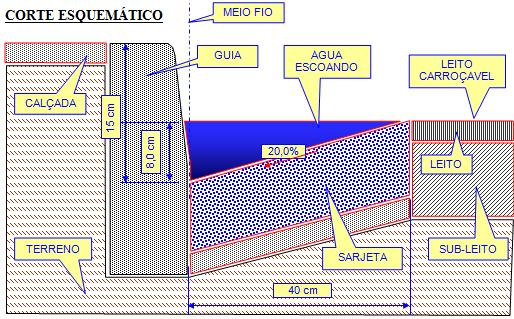 CORTE ESQUEMÁTICO
MEIO FIO
GUIA
AGUA
ESCOANDO
LEITO
CARROÇAVEL
CALÇADA
15 cm
8,0 cm
20,0%
LEITO
TERRENO
SARJETA
SUB-LEITO
40 cm